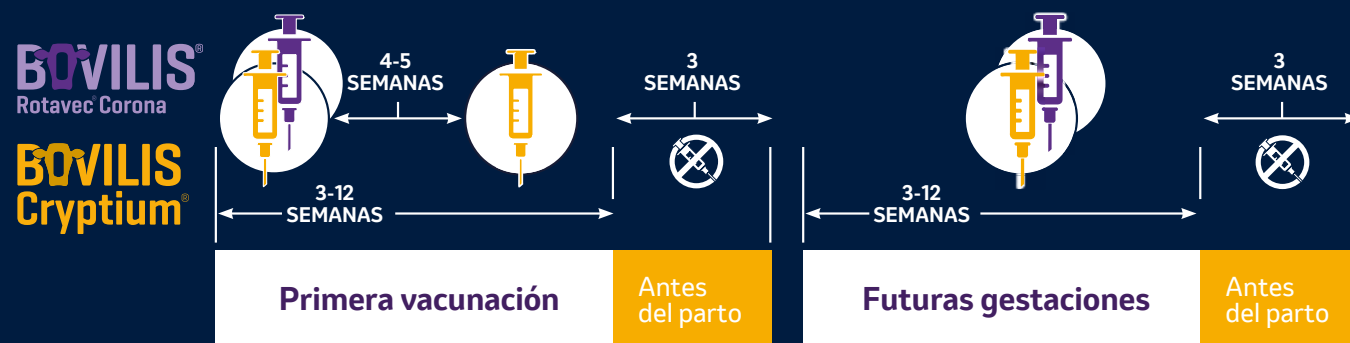 BOVILIS®
Rotavec® Corona
BOVILIS
Cryptium®
4-5
SEMANAS
3
SEMANAS
3-12
SEMANAS
Primera vacunación
Antes
del parto
3
SEMANAS
3-12
SEMANAS
Futuras gestaciones
Antes
del parto